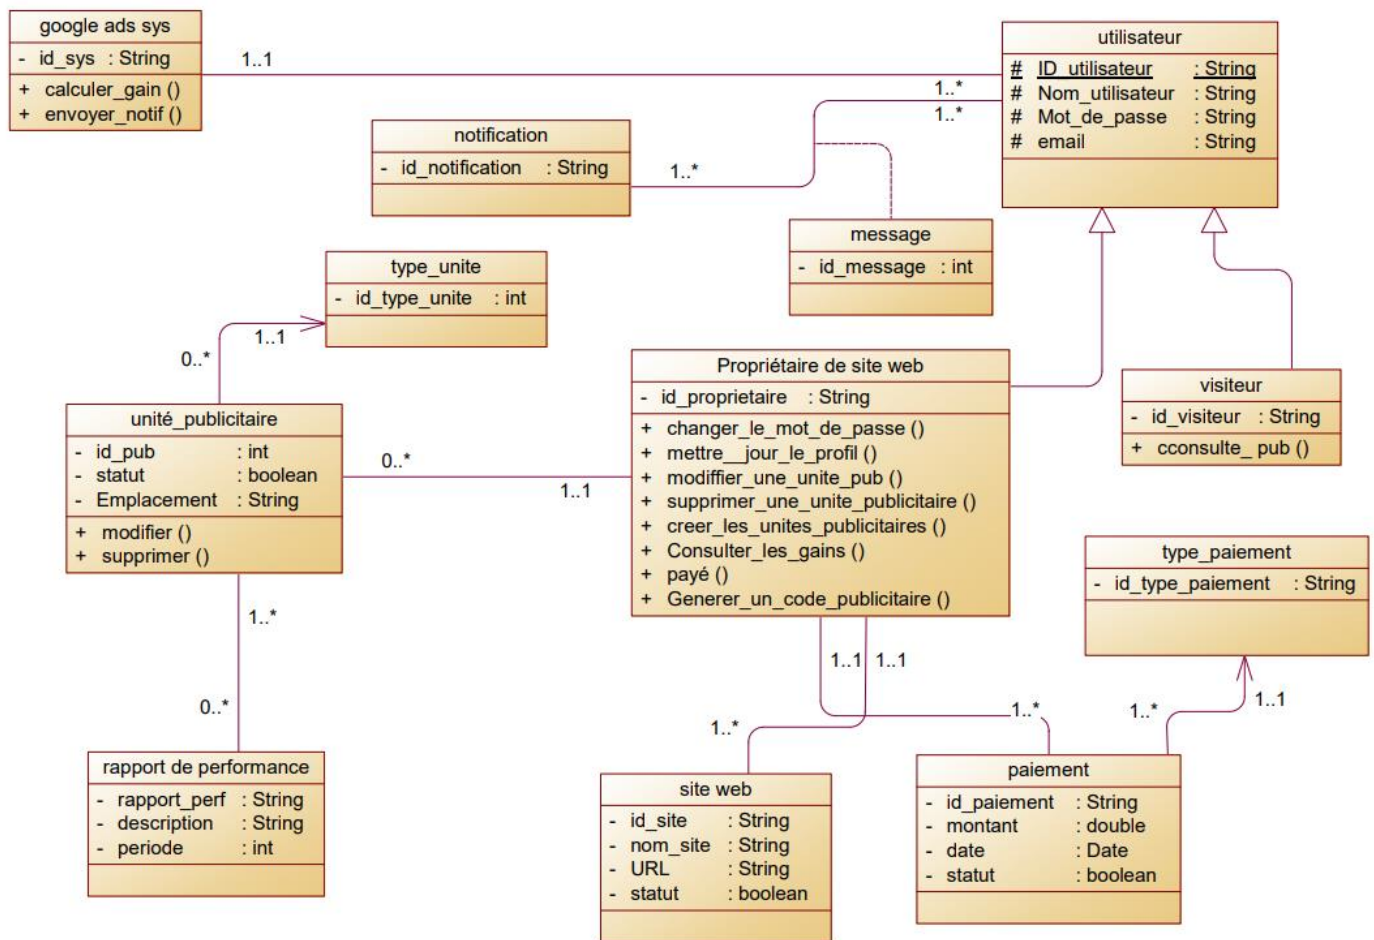 google ads sys
- id_sys : String
+ calculer_gain ()
+ envoyer_notif ()
1..1
utilisateur
# ID_utilisateur : String
# Nom_utilisateur : String
# Mot_de_passe : String
# email : String
1..*
1..*
notification
- id_notification : String
1..*
message
- id_message : int
type_unite
- id_type_unite : int
1..1
0..*
Propriétaire de site web
- id_proprietaire : String
+ changer_le_mot_de_passe ()
+ mettre__jour_le_profil ()
+ modiffier_une_unite_pub ()
+ supprimer_une_unite_publicitaire ()
+ creer_les_unites_publicitaires ()
+ Consulter_les_gains ()
+ payé ()
+ Generer_un_code_publicitaire ()
visiteur
- id_visiteur : String
+ cconsulte_ pub ()
unité_publicitaire
- id_pub : int
- statut : boolean
- Emplacement : String
+ modifier ()
+ supprimer ()
0..*
1..1
type_paiement
- id_type_paiement : String
1..*
0..*
1..1
1..1
1..*
1..*
1..*
1..1
rapport de performance
- rapport_perf : String
- description : String
- periode : int
site web
- id_site : String
- nom_site : String
- URL : String
- statut : boolean
paiement
- id_paiement : String
- montant : double
- date : Date
- statut : boolean